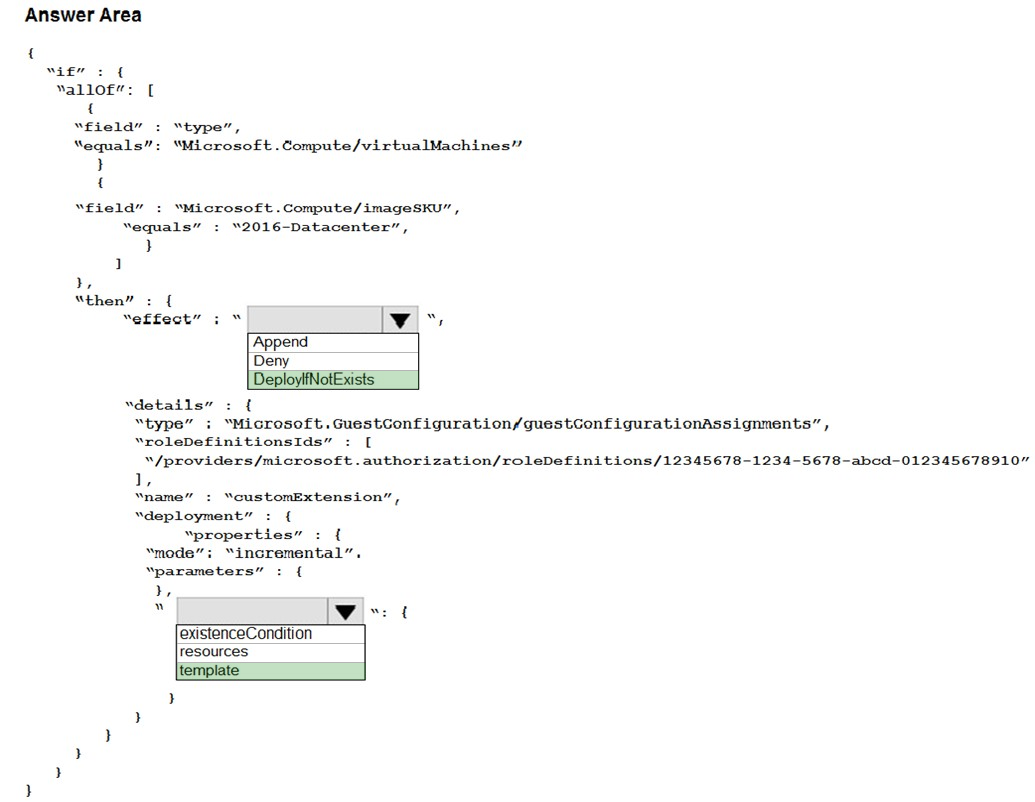 Answer Area
{
“if” : {
“allOf”: [
{
“field” : “type”,
“equals”: “Microsoft.Compute/virtualMachines”
}
{
“field” : “Microsoft.Compute/imageSKU”,
“equals” : “2016-Datacenter”,
}
]
},
“then” : {
“effect” : “ “,
Append
Deny
DeployIfNotExists
“details” : {
“type” : “Microsoft.GuestConfiguration/guestConfigurationAssignments”,
“roleDefinitionsIds” : [
“/providers/microsoft.authorization/roleDefinitions/12345678-1234-5678-abcd-012345678910”
],
“name” : “customExtension”,
“deployment” : {
“properties” : {
“mode”: “incremental”.
“parameters” : {
},
“ “: {
existenceCondition
resources
template
}
}
}
}
}
}